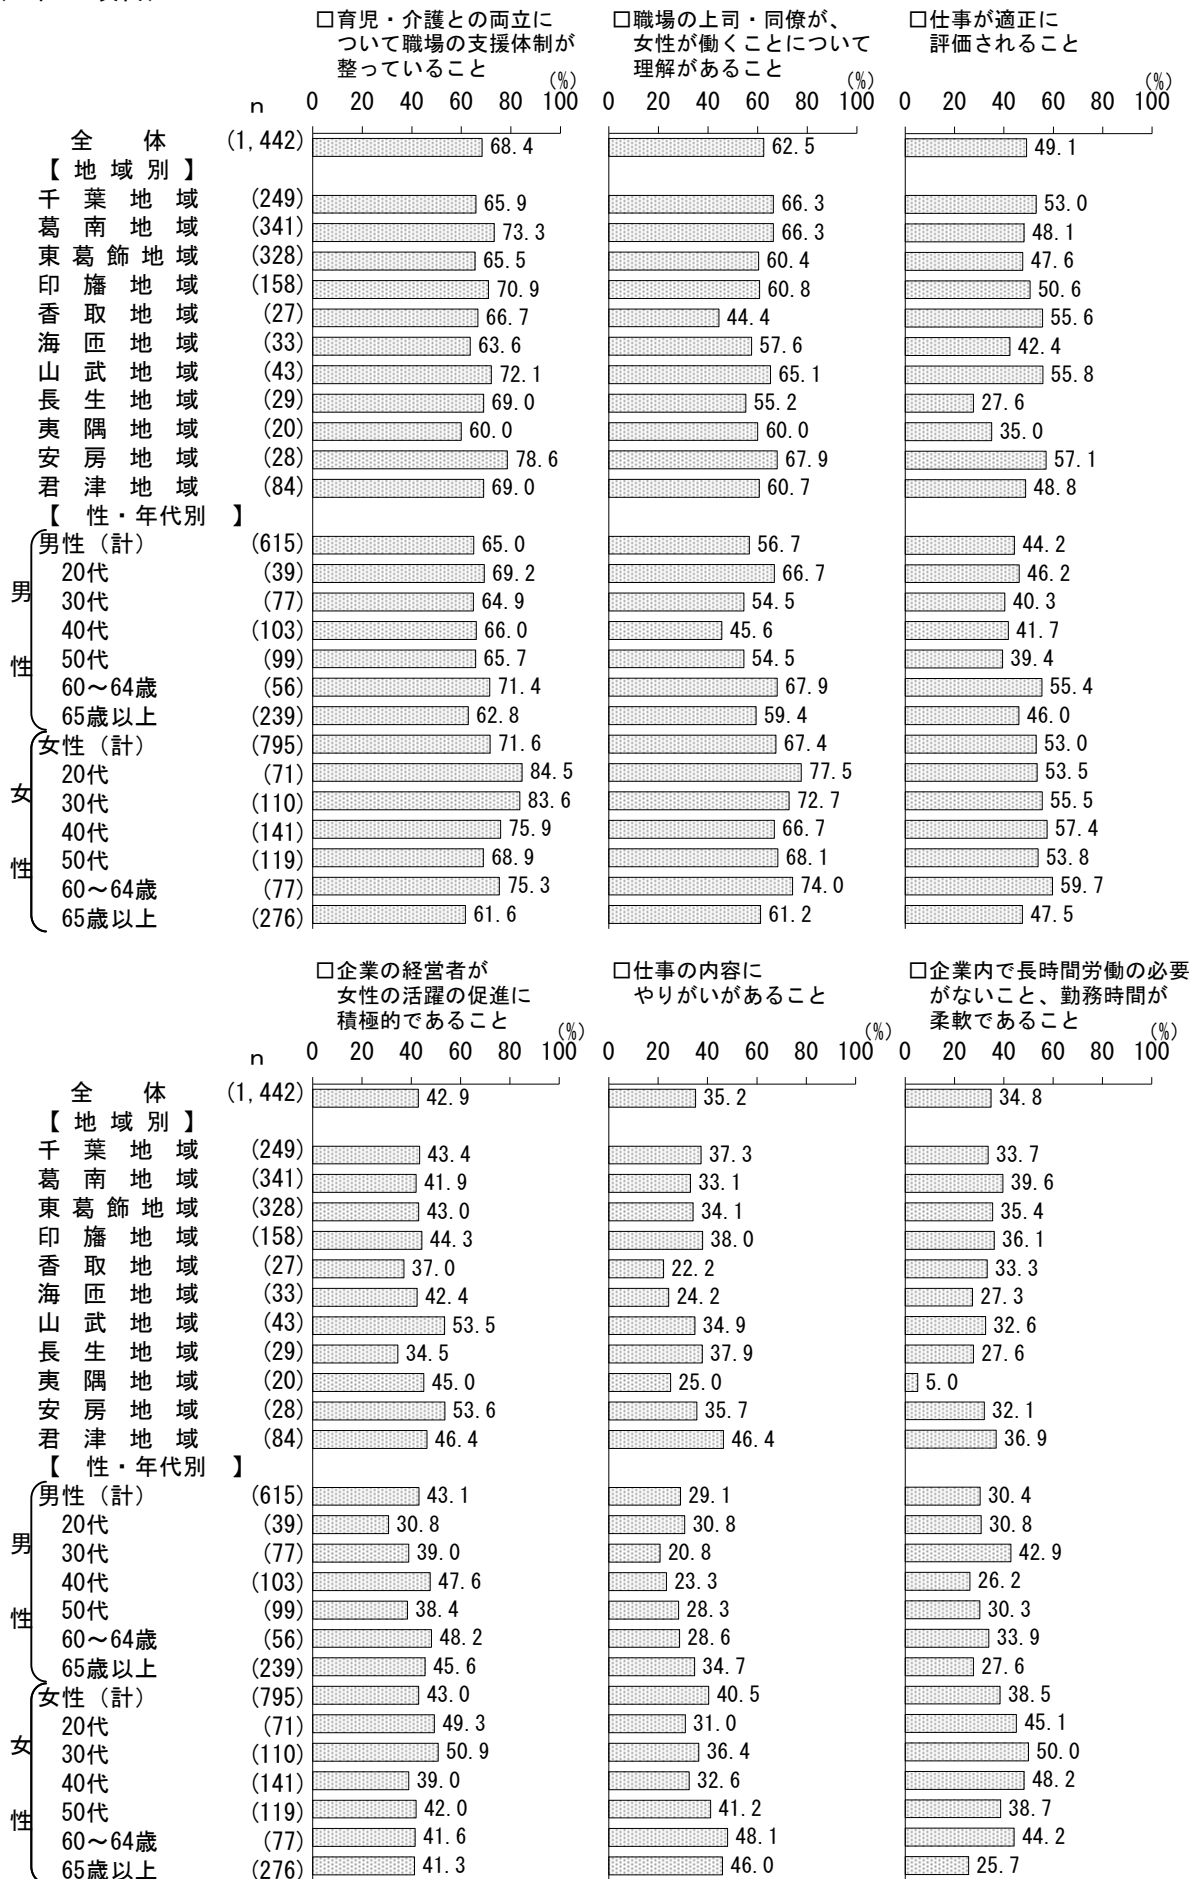 □育児・介護との両立に
ついて職場の支援体制が
整っていること
□職場の上司・同僚が、
女性が働くことについて
理解があること
□仕事が適正に
評価されること
(%) (%) (%)
n 0 20 40 60 80 100 0 20 40 60 80 100 0 20 40 60 80 100
全体 (1,442) 68.4 62.5 49.1
【地域別】
千葉地域 (249) 65.9 66.3 53.0
葛南地域 (341) 73.3 66.3 48.1
東葛飾地域 (328) 65.5 60.4 47.6
印旛地域 (158) 70.9 60.8 50.6
香取地域 (27) 66.7 44.4 55.6
海匝地域 (33) 63.6 57.6 42.4
山武地域 (43) 72.1 65.1 55.8
長生地域 (29) 69.0 55.2 27.6
夷隅地域 (20) 60.0 60.0 35.0
安房地域 (28) 78.6 67.9 57.1
君津地域 (84) 69.0 60.7 48.8
【性・年代別】
男性
男性（計） (615) 65.0 56.7 44.2
20代 (39) 69.2 66.7 46.2
30代 (77) 64.9 54.5 40.3
40代 (103) 66.0 45.6 41.7
50代 (99) 65.7 54.5 39.4
60～64歳 (56) 71.4 67.9 55.4
65歳以上 (239) 62.8 59.4 46.0
女性
女性（計） (795) 71.6 67.4 53.0
20代 (71) 84.5 77.5 53.5
30代 (110) 83.6 72.7 55.5
40代 (141) 75.9 66.7 57.4
50代 (119) 68.9 68.1 53.8
60～64歳 (77) 75.3 74.0 59.7
65歳以上 (276) 61.6 61.2 47.5
□企業の経営者が
女性の活躍の促進に
積極的であること
□仕事の内容に
やりがいがあること
□企業内で長時間労働の必要
がないこと、勤務時間が
柔軟であること
(%) (%) (%)
n 0 20 40 60 80 100 0 20 40 60 80 100 0 20 40 60 80 100
全体 (1,442) 42.9 35.2 34.8
【地域別】
千葉地域 (249) 43.4 37.3 33.7
葛南地域 (341) 41.9 33.1 39.6
東葛飾地域 (328) 43.0 34.1 35.4
印旛地域 (158) 44.3 38.0 36.1
香取地域 (27) 37.0 22.2 33.3
海匝地域 (33) 42.4 24.2 27.3
山武地域 (43) 53.5 34.9 32.6
長生地域 (29) 34.5 37.9 27.6
夷隅地域 (20) 45.0 25.0 5.0
安房地域 (28) 53.6 35.7 32.1
君津地域 (84) 46.4 46.4 36.9
【性・年代別】
男性
男性（計） (615) 43.1 29.1 30.4
20代 (39) 30.8 30.8 30.8
30代 (77) 39.0 20.8 42.9
40代 (103) 47.6 23.3 26.2
50代 (99) 38.4 28.3 30.3
60～64歳 (56) 48.2 28.6 33.9
65歳以上 (239) 45.6 34.7 27.6
女性
女性（計） (795) 43.0 40.5 38.5
20代 (71) 49.3 31.0 45.1
30代 (110) 50.9 36.4 50.0
40代 (141) 39.0 32.6 48.2
50代 (119) 42.0 41.2 38.7
60～64歳 (77) 41.6 48.1 44.2
65歳以上 (276) 41.3 46.0 25.7